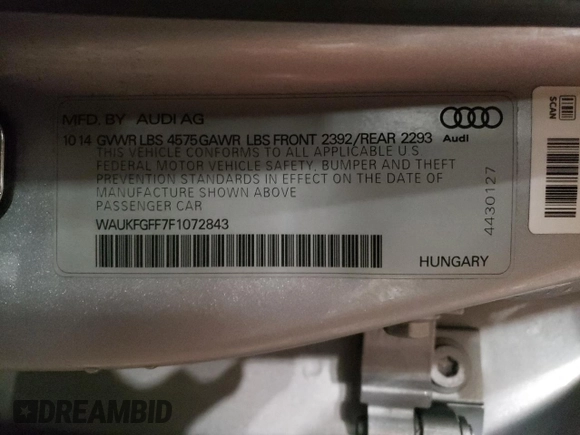 MFD. BY AUDI AG
10 14 GVWR LBS 4575 GAWR LBS FRONT 2392/REAR 2293
THIS VEHICLE CONFORMS TO ALL APPLICABLE U.S
FEDERAL MOTOR VEHICLE SAFETY, BUMPER AND THEFT
PREVENTION STANDARDS IN EFFECT ON THE DATE OF
MANUFACTURE SHOWN ABOVE
PASSENGER CAR
WAUKFGFF7F1072843
HUNGARY
Audi
4430127
SCAN
DREAMBID